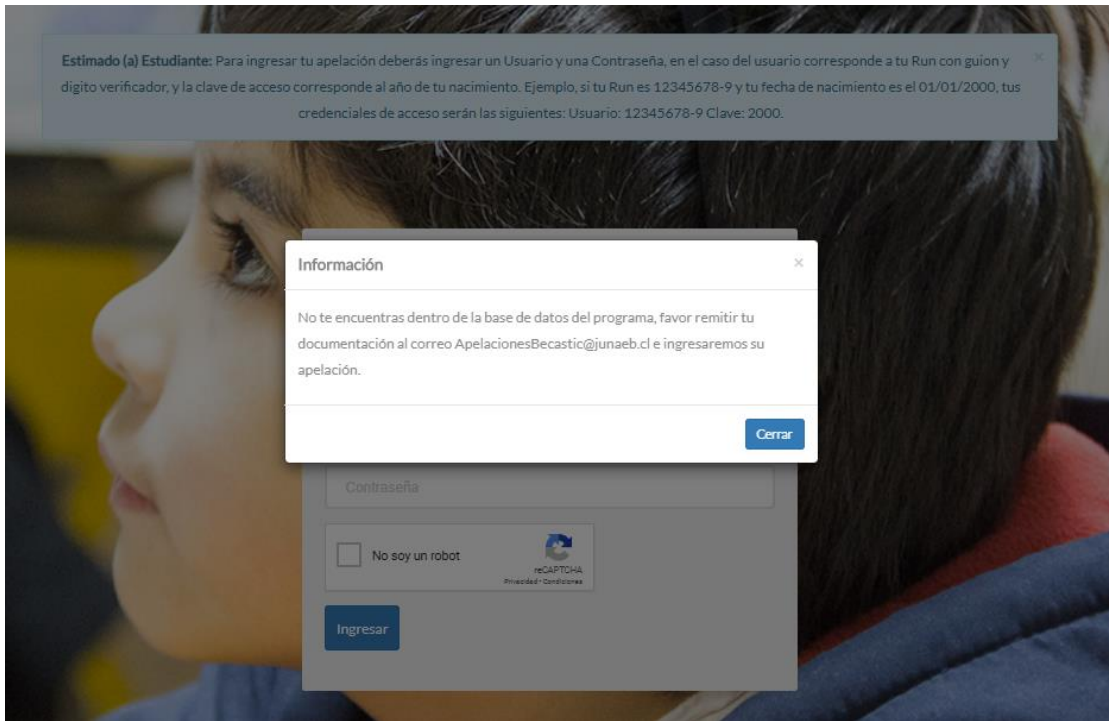 Estimado (a) Estudiante: Para ingresar tu apelación deberás ingresar un Usuario y una Contraseña, en el caso del usuario corresponde a tu Run con guion y
digito verificador, y la clave de acceso corresponde al año de tu nacimiento. Ejemplo, si tu Run es 12345678-9 y tu fecha de nacimiento es el 01/01/2000, tus
credenciales de acceso serán las siguientes: Usuario: 12345678-9 Clave: 2000.
×
Información
×
No te encuentras dentro de la base de datos del programa, favor remitir tu
documentación al correo ApelacionesBecastic@junaeb.cl e ingresaremos su
apelación.
Cerrar
Contraseña
No soy un robot
reCAPTCHA
Privacidad - Condiciones
Ingresar